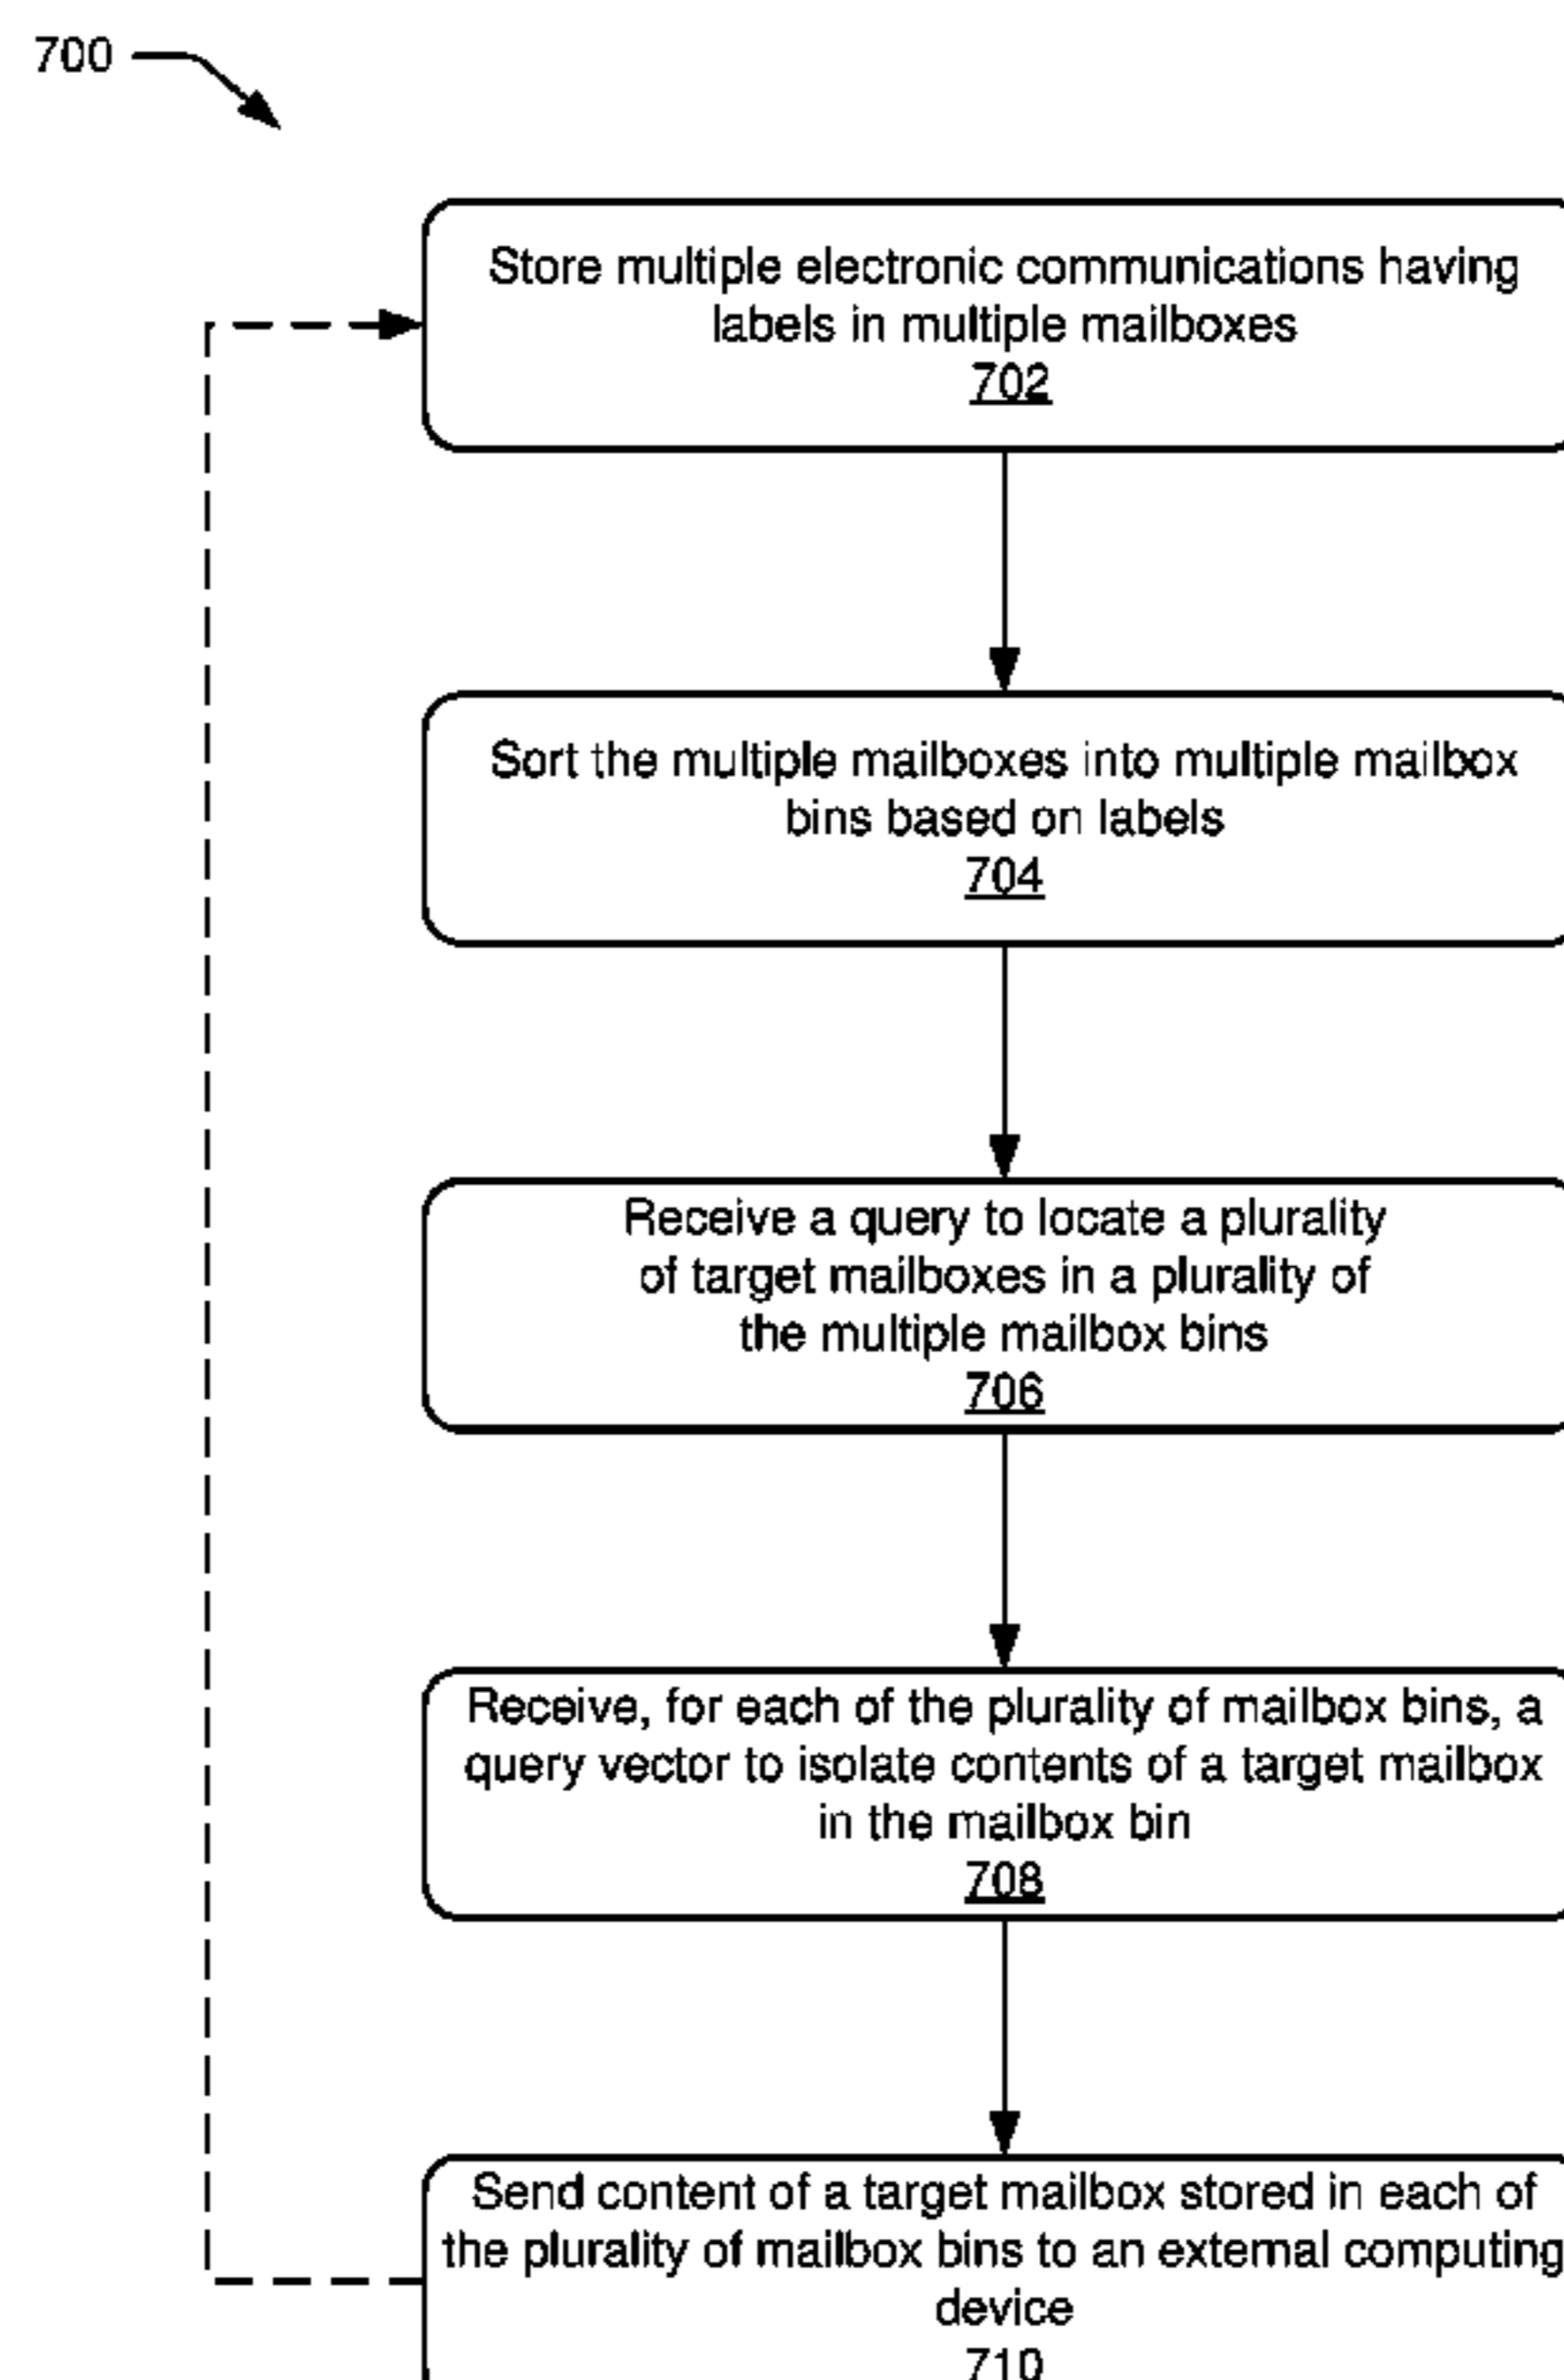 700
Store multiple electronic communications having
labels in multiple mailboxes
702
Sort the multiple mailboxes into multiple mailbox
bins based on labels
704
Receive a query to locate a plurality
of target mailboxes in a plurality of
the multiple mailbox bins
706
Receive, for each of the plurality of mailbox bins, a
query vector to isolate contents of a target mailbox
in the mailbox bin
708
Send content of a target mailbox stored in each of
the plurality of mailbox bins to an external computing
device
710